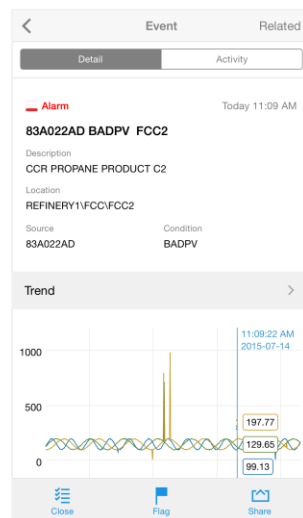 Event Related
Detail Activity
Alarm Today 11:09 AM
83A022AD BADPV FCC2
Description
CCR PROPANE PRODUCT C2
Location
REFINERY1\FCC\FCC2
Source Condition
83A022AD BADPV
Trend
11:09:22 AM
2015-07-14
1000
500
197.77
129.65
0
99.13
Close Flag Share